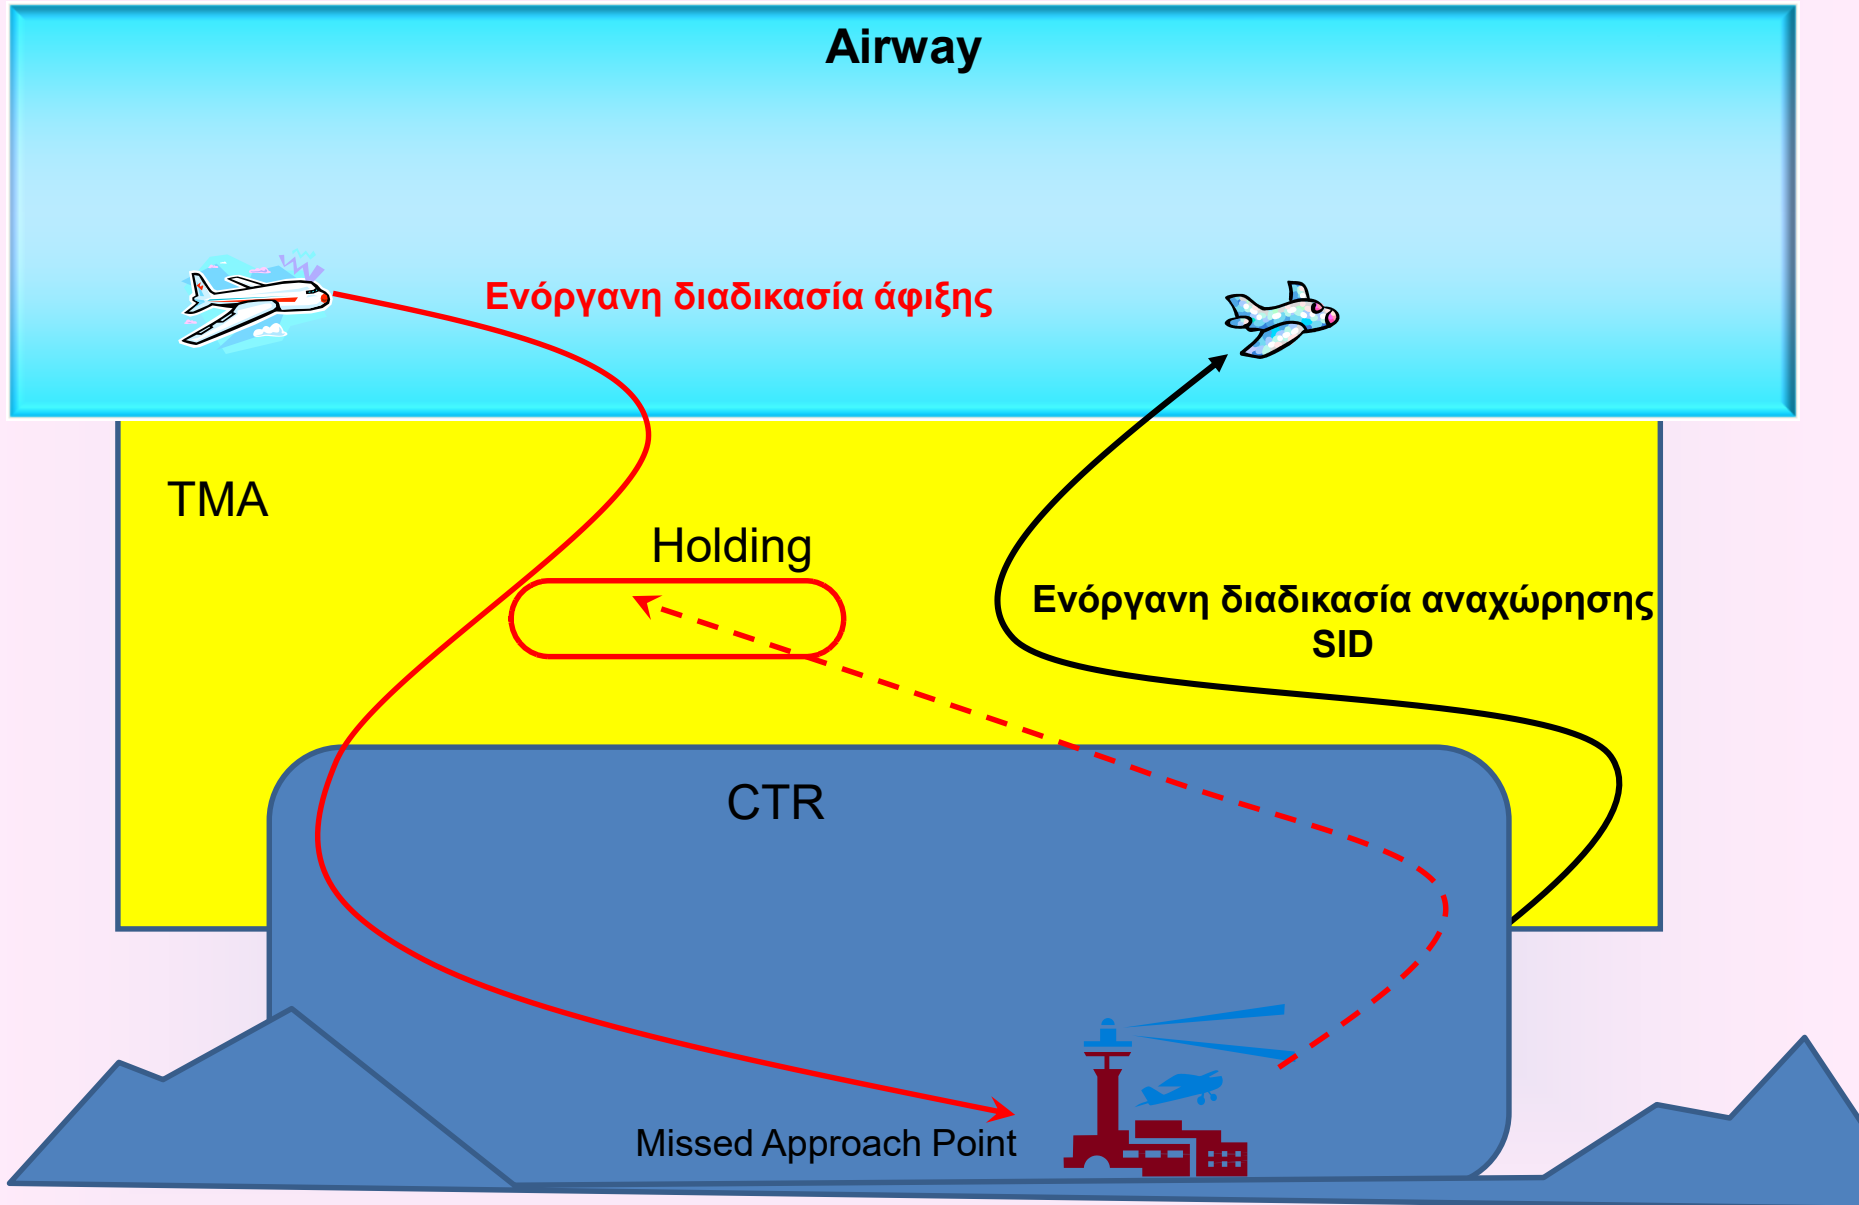 Airway
Ενόργανη διαδικασία άφιξης
TMA
Holding
Ενόργανη διαδικασία αναχώρησης
SID
CTR
Missed Approach Point